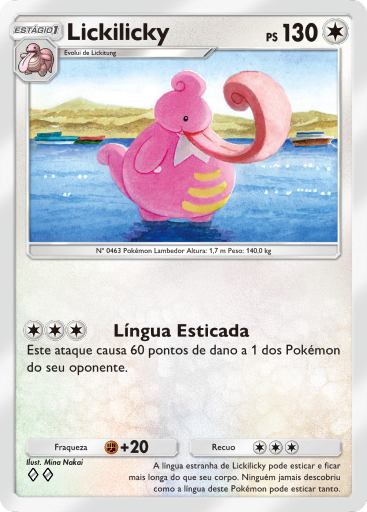 ESTÁGIO 1
Lickilicky
PS 130
Evolui de Lickitung
Nº 0463 Pokémon Lambedor Altura: 1,7 m Peso: 140,0 kg
Língua Esticada
Este ataque causa 60 pontos de dano a 1 dos Pokémon
do seu oponente.
Fraqueza +20
Recuo
Ilust. Mina Nakai
A língua estranha de Lickilicky pode esticar e ficar
mais longa do que seu corpo. Ninguém jamais descobriu
como a língua deste Pokémon pode esticar tanto.